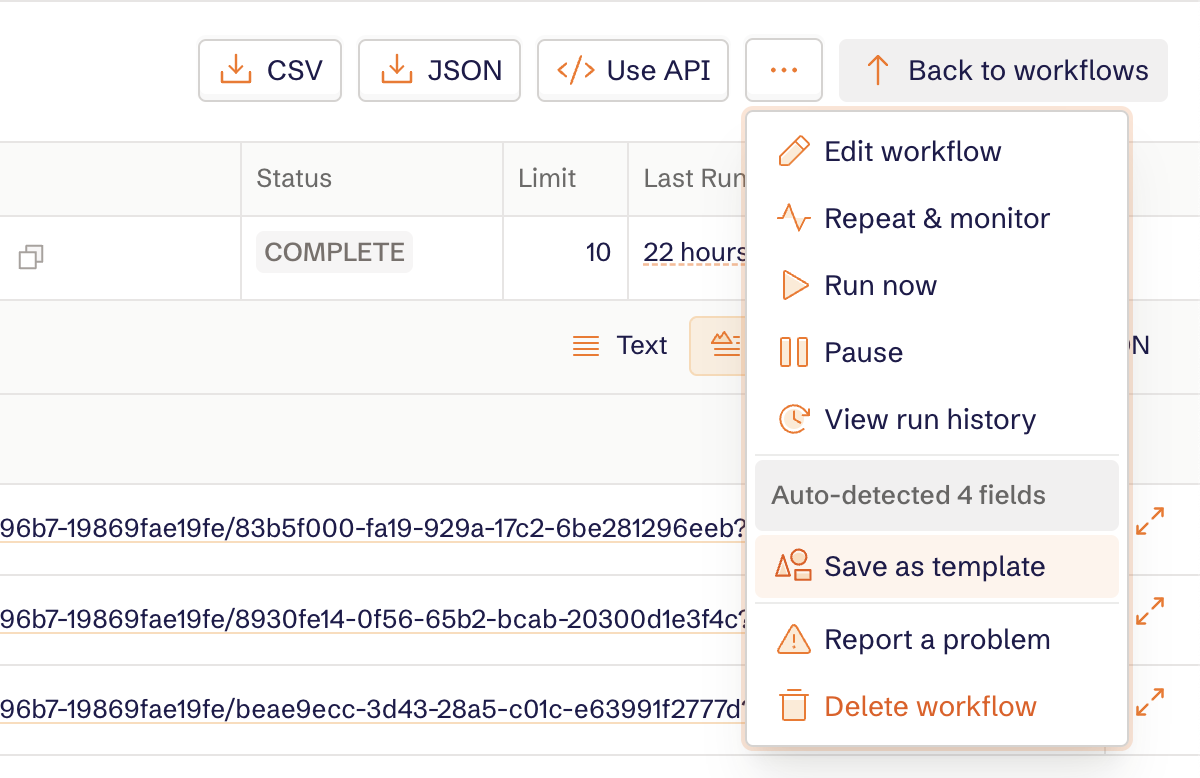 CSV JSON </> Use API ... Back to workflows
Edit workflow
Status Limit Last Run
Repeat & monitor
COMPLETE 10 22 hours
Run now
Text
Pause
View run history
Auto-detected 4 fields
96b7-19869fae19fe/83b5f000-fa19-929a-17c2-6be281296eeb?
Save as template
96b7-19869fae19fe/8930fe14-0f56-65b2-bcab-20300d1e3f4c?
Report a problem
96b7-19869fae19fe/beae9ecc-3d43-28a5-c01c-e63991f2777d
Delete workflow